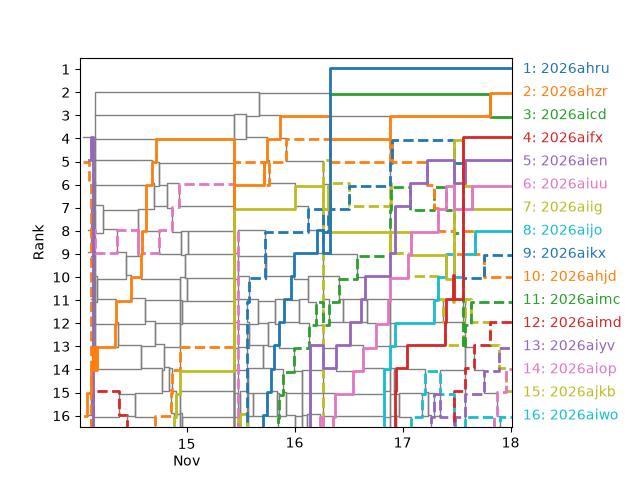 1
2
3
4
5
6
7
8
9
10
11
12
13
14
15
16
Rank
15
16
17
18
Nov
1: 2026ahru
2: 2026ahzr
3: 2026aicd
4: 2026aifx
5: 2026aien
6: 2026aiuu
7: 2026aiig
8: 2026aijo
9: 2026aikx
10: 2026ahjd
11: 2026aimc
12: 2026aimd
13: 2026aiyv
14: 2026aiop
15: 2026ajkb
16: 2026aiwo